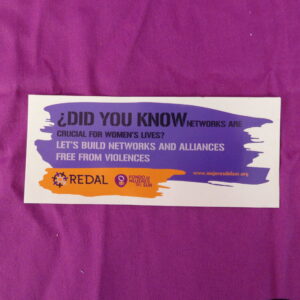 ¿DID YOU KNOW NETWORKS ARE
CRUCIAL FOR WOMEN'S LIVES?
LET'S BUILD NETWORKS AND ALLIANCES
FREE FROM VIOLENCES
REDAL
FONDO DE
MUJERES
DEL SUR
www.mujeresdelsur.org